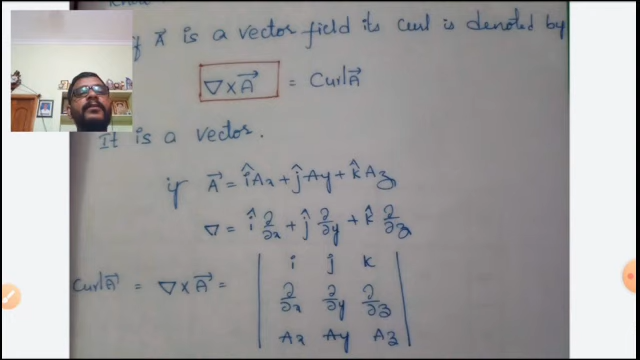 If A⃗ is a vector field its curl is denoted by
∇×A⃗ = Curl A⃗
It is a vector.
if A⃗ = îAx + ĵAy + k̂Az
∇ = î ∂/∂x + ĵ ∂/∂y + k̂ ∂/∂z
Curl A⃗ = ∇×A⃗ = | i j k |
| ∂/∂x ∂/∂y ∂/∂z |
| Ax Ay Az |